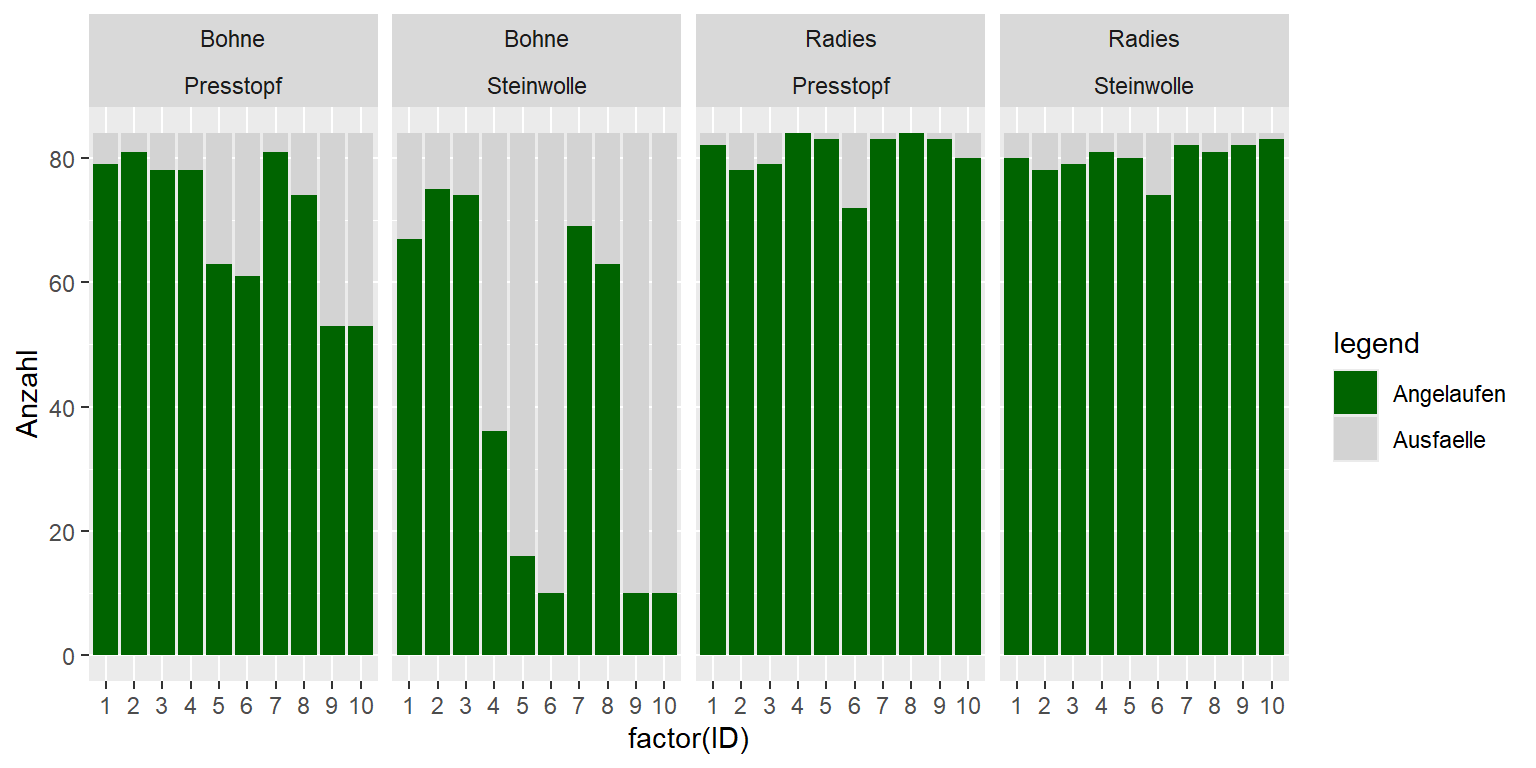 Bohne Bohne Radies Radies
Presstopf Steinwolle Presstopf Steinwolle
80
60
40
20
0
Anzahl
1 2 3 4 5 6 7 8 9 10 1 2 3 4 5 6 7 8 9 10 1 2 3 4 5 6 7 8 9 10 1 2 3 4 5 6 7 8 9 10
factor(ID)
legend
Angelaufen
Ausfaelle